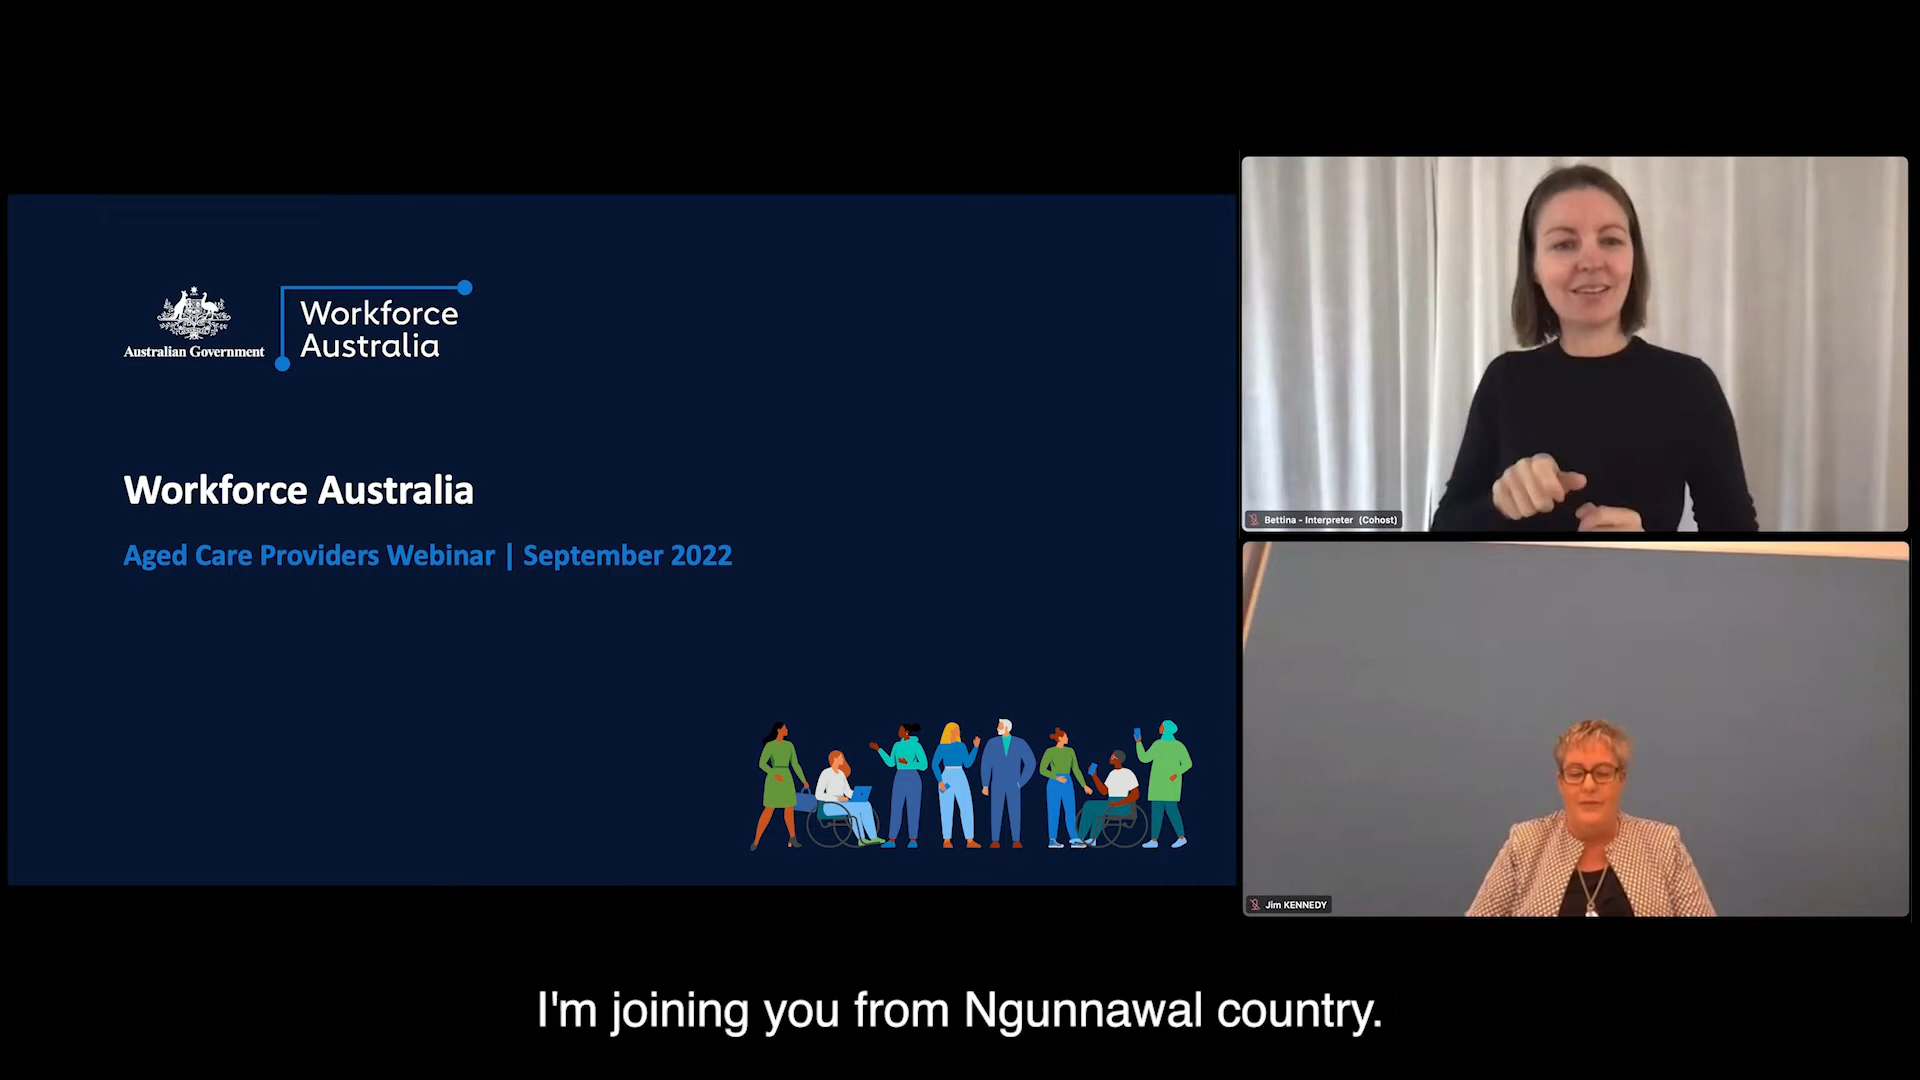 Australian Government
Workforce
Australia
Workforce Australia
Aged Care Providers Webinar | September 2022
Bettina - Interpreter (Cohost)
Jim KENNEDY
I'm joining you from Ngunnawal country.